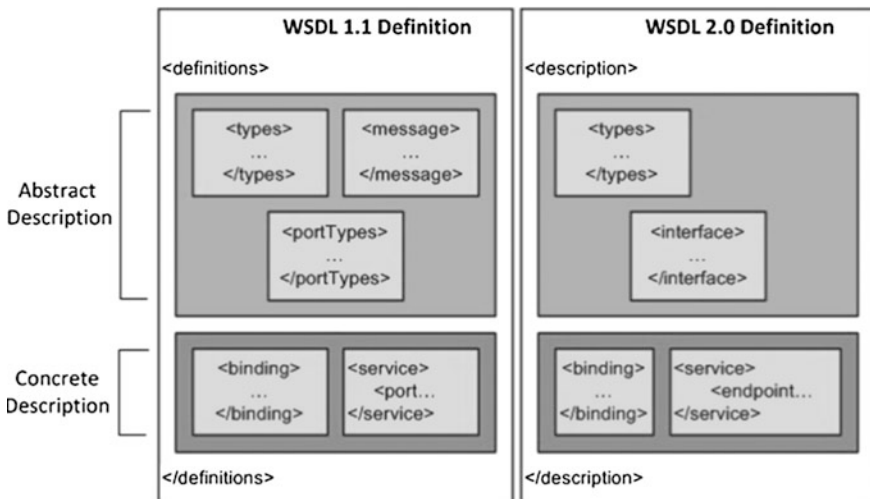 WSDL 1.1 Definition
<definitions>
Abstract
Description
<types>
...
</types>
<message>
...
</message>
<portTypes>
...
</portTypes>
Concrete
Description
<binding>
...
</binding>
<service>
<port...
</service>
</definitions>
WSDL 2.0 Definition
<description>
<types>
...
</types>
<interface>
...
</interface>
<binding>
...
</binding>
<service>
<endpoint...
</service>
</description>